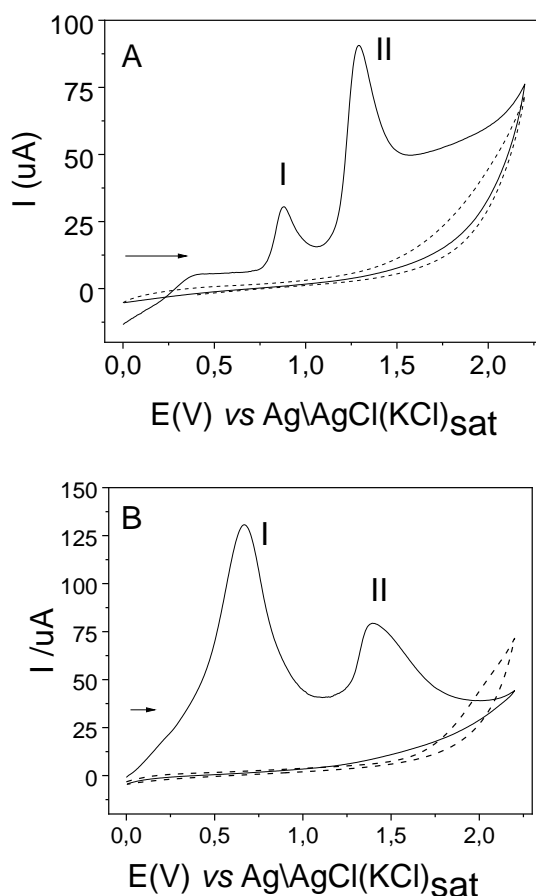 100
A
II
75
I (uA)
50
I
25
0
0,0 0,5 1,0 1,5 2,0
E(V) vs Ag\AgCl(KCl)sat
150
B
I
125
100
II
75
I /uA
50
25
0
0,0 0,5 1,0 1,5 2,0
E(V) vs Ag\AgCl(KCl)sat